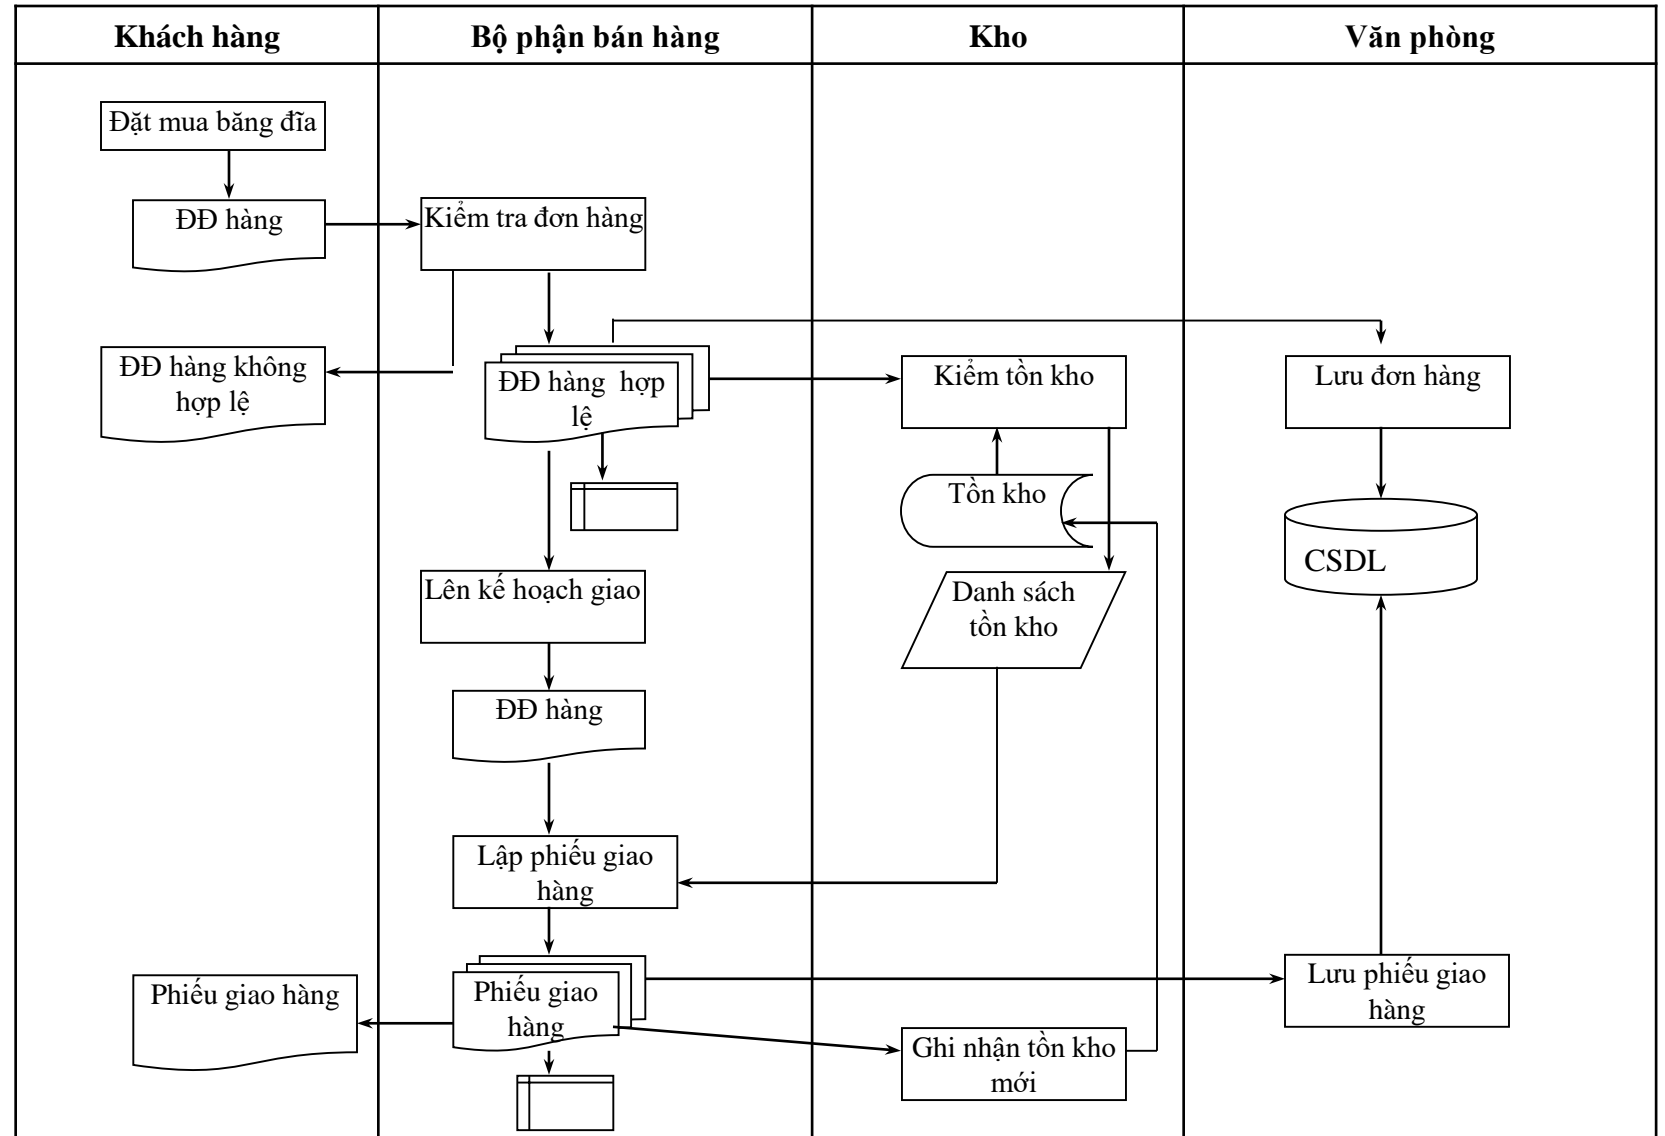 Khách hàng
Bộ phận bán hàng
Kho
Văn phòng
Đặt mua băng đĩa
ĐĐ hàng
Kiểm tra đơn hàng
ĐĐ hàng không
hợp lệ
ĐĐ hàng hợp
lệ
Kiểm tồn kho
Lưu đơn hàng
Tồn kho
CSDL
Lên kế hoạch giao
Danh sách
tồn kho
ĐĐ hàng
Lập phiếu giao
hàng
Phiếu giao hàng
Phiếu giao
hàng
Lưu phiếu giao
hàng
Ghi nhận tồn kho
mới